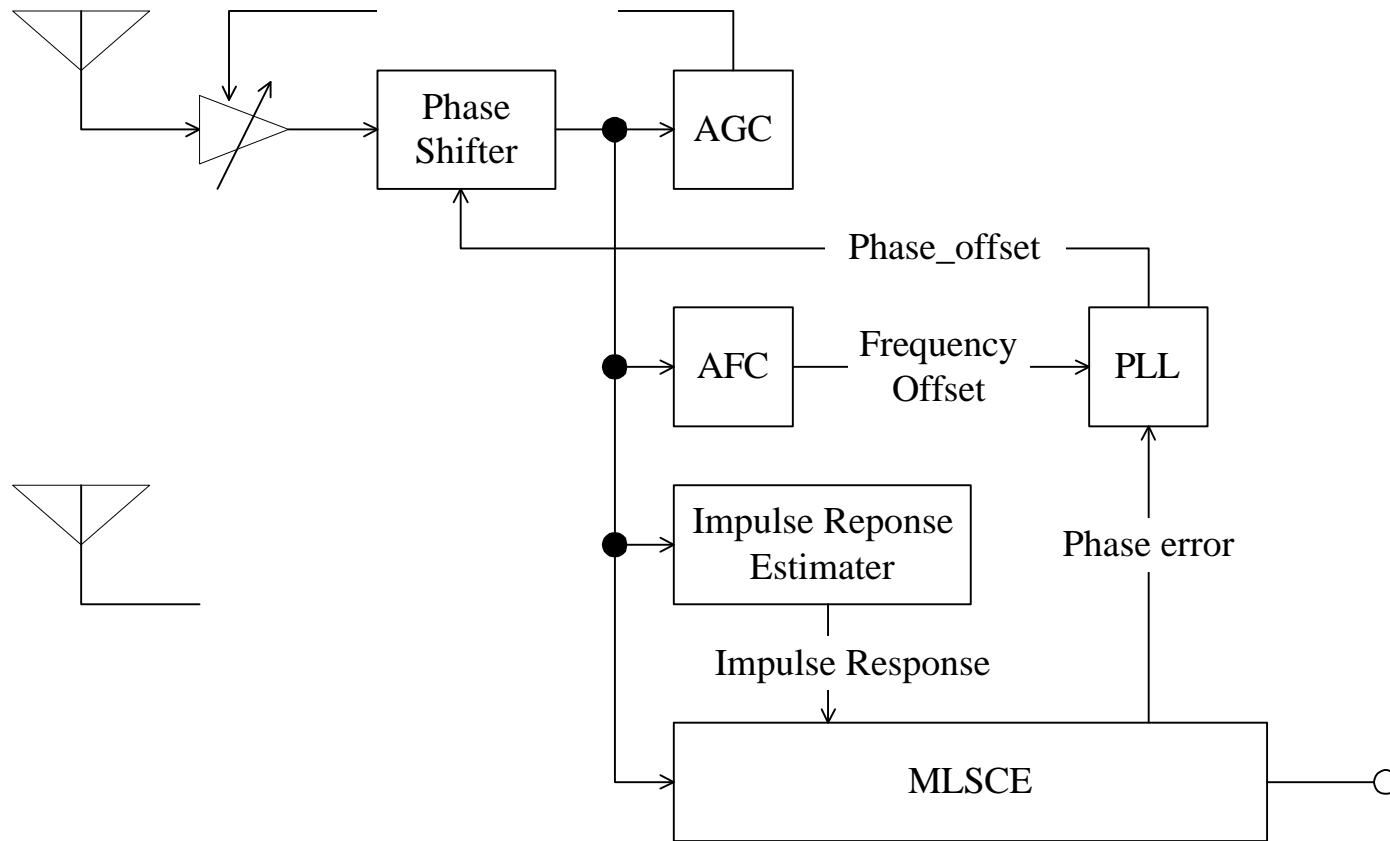 Phase
Shifter
AGC
Phase_offset
AFC
Frequency
Offset
PLL
Impulse Reponse
Estimater
Phase error
Impulse Response
MLSCE